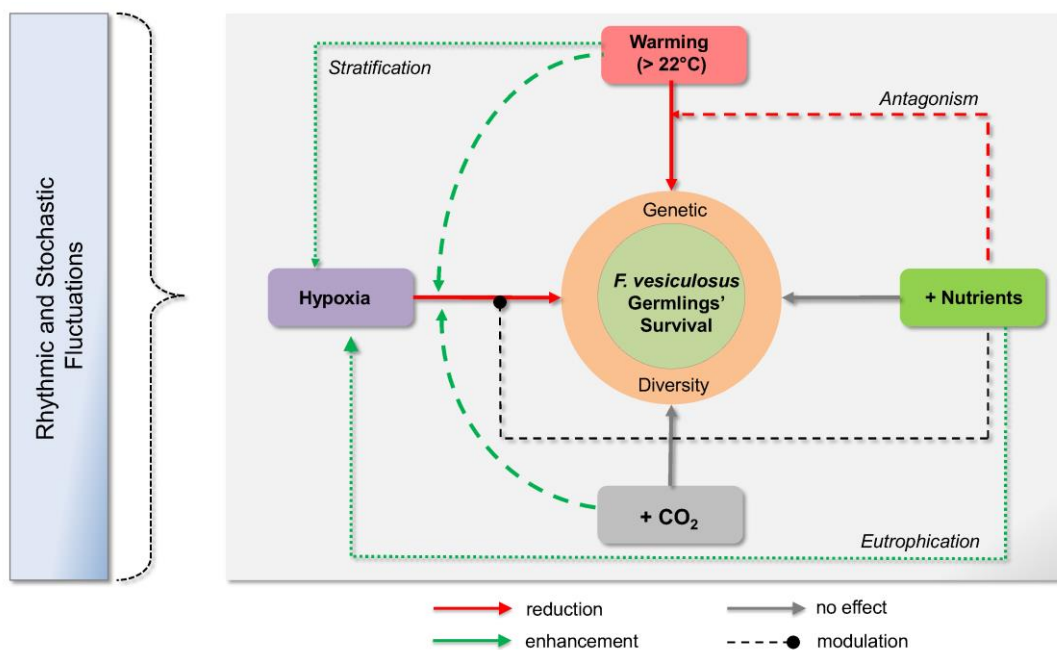 Rhythmic and Stochastic
Fluctuations
Warming
(> 22°C)
Stratification
Antagonism
Genetic
Hypoxia
F. vesiculosus
Germlings’
Survival
+ Nutrients
Diversity
+ CO₂
Eutrophication
reduction
no effect
enhancement
modulation